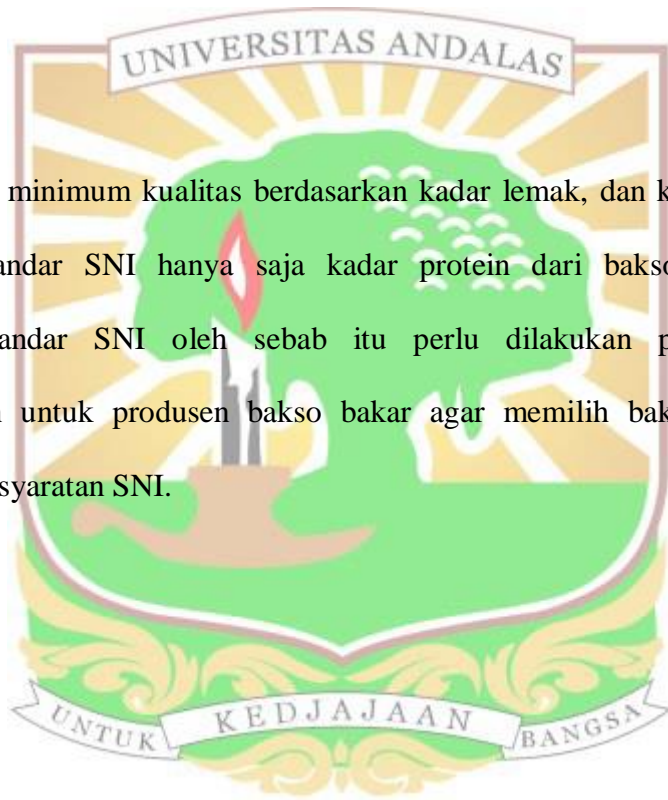 UNIVERSITAS ANDALAS
minimum kualitas berdasarkan kadar lemak, dan k
andar SNI hanya saja kadar protein dari bakso
andar SNI oleh sebab itu perlu dilakukan p
untuk produsen bakso bakar agar memilih bak
syaratan SNI.
UNTUK KEDJAJAAN BANGSA